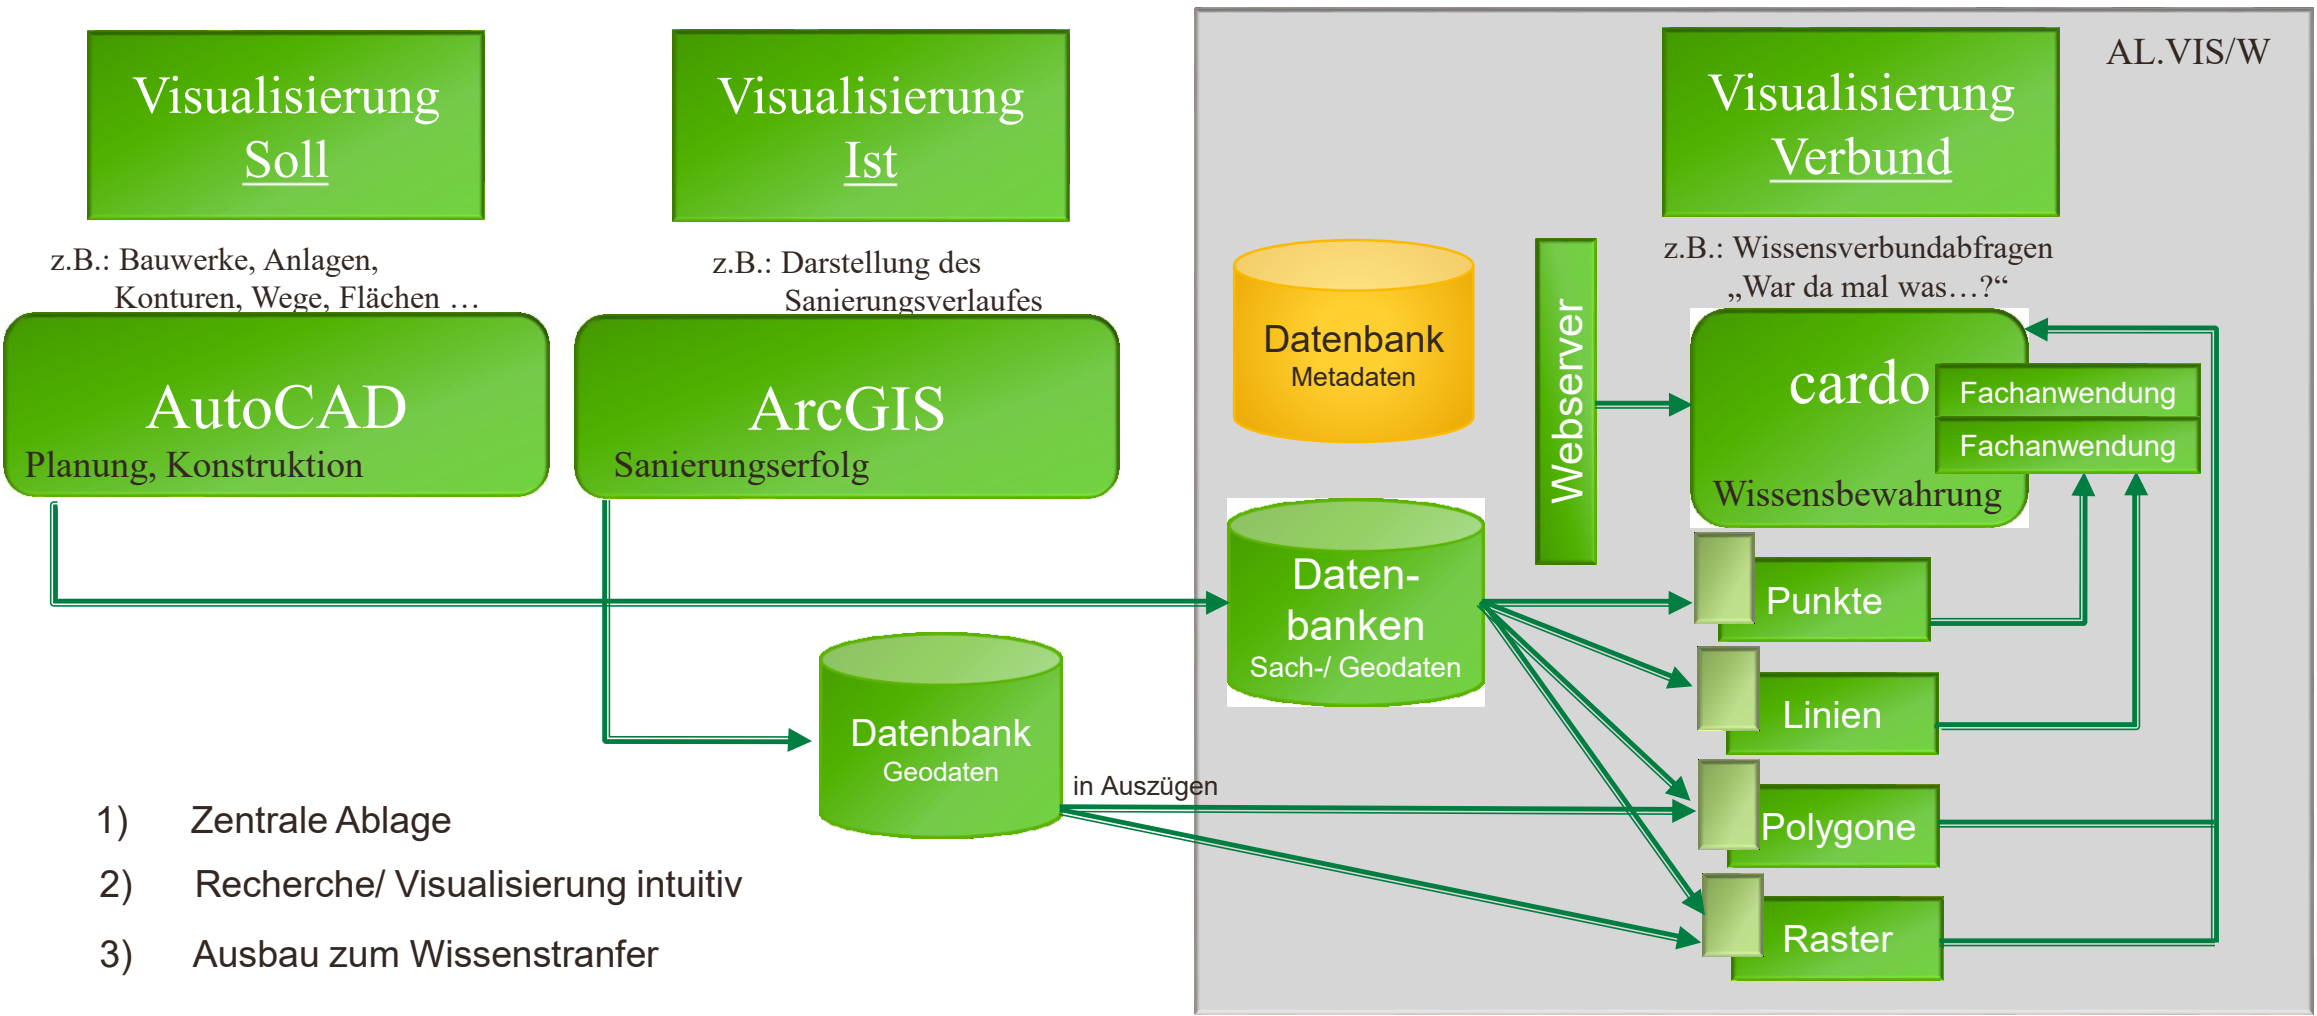 Visualisierung
Soll
z.B.: Bauwerke, Anlagen,
Konturen, Wege, Flächen …
AutoCAD
Planung, Konstruktion
Visualisierung
Ist
z.B.: Darstellung des
Sanierungsverlaufes
ArcGIS
Sanierungserfolg
Datenbank
Geodaten
in Auszügen
1) Zentrale Ablage
2) Recherche/ Visualisierung intuitiv
3) Ausbau zum Wissenstranfer
AL.VIS/W
Visualisierung
Verbund
z.B.: Wissensverbundabfragen
„War da mal was…?“
Datenbank
Metadaten
Webserver
cardo
Fachanwendung
Fachanwendung
Wissensbewahrung
Daten-
banken
Sach-/ Geodaten
Punkte
Linien
Polygone
Raster